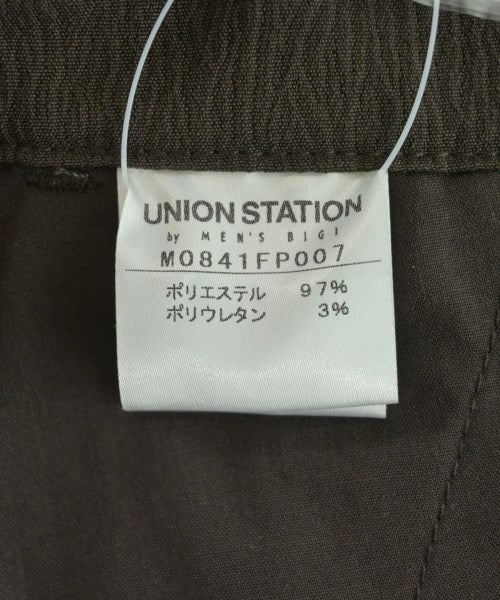 UNION STATION
by MEN'S BIGI
M0841FP007
ポリエステル 97%
ポリウレタン 3%